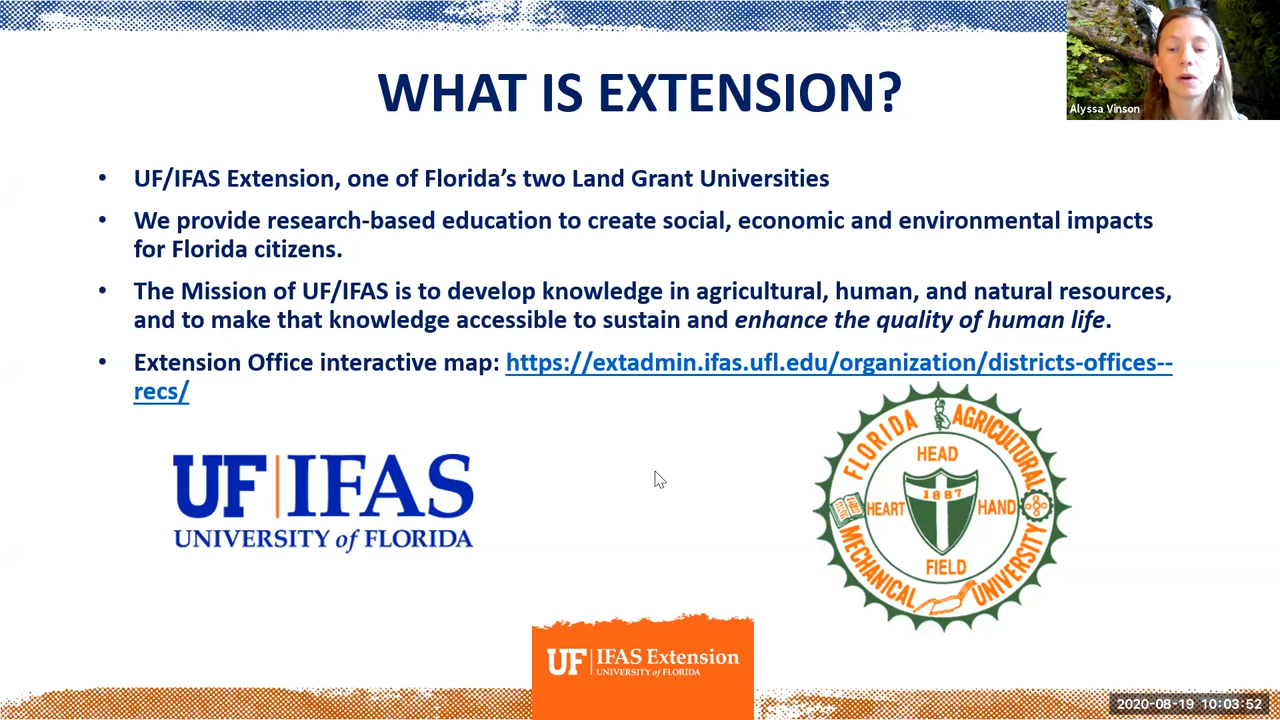 WHAT IS EXTENSION?
Alyssa Vinson
• UF/IFAS Extension, one of Florida’s two Land Grant Universities
• We provide research-based education to create social, economic and environmental impacts
for Florida citizens.
• The Mission of UF/IFAS is to develop knowledge in agricultural, human, and natural resources,
and to make that knowledge accessible to sustain and enhance the quality of human life.
• Extension Office interactive map: https://extadmin.ifas.ufl.edu/organization/districts-offices--
recs/
UF|IFAS
UNIVERSITY of FLORIDA
FLORIDA AGRICULTURAL
MECHANICAL UNIVERSITY
HEAD
1887
HEART HAND
FIELD
UF|IFAS Extension
UNIVERSITY of FLORIDA
2020-08-19 10:03:52